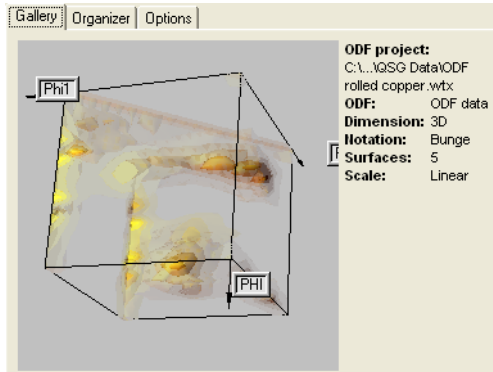 Gallery Organizer Options
ODF project:
C:\...\QSG Data\ODF
rolled copper.wtx
ODF: ODF data
Dimension: 3D
Notation: Bunge
Surfaces: 5
Scale: Linear
Phi1
PHI